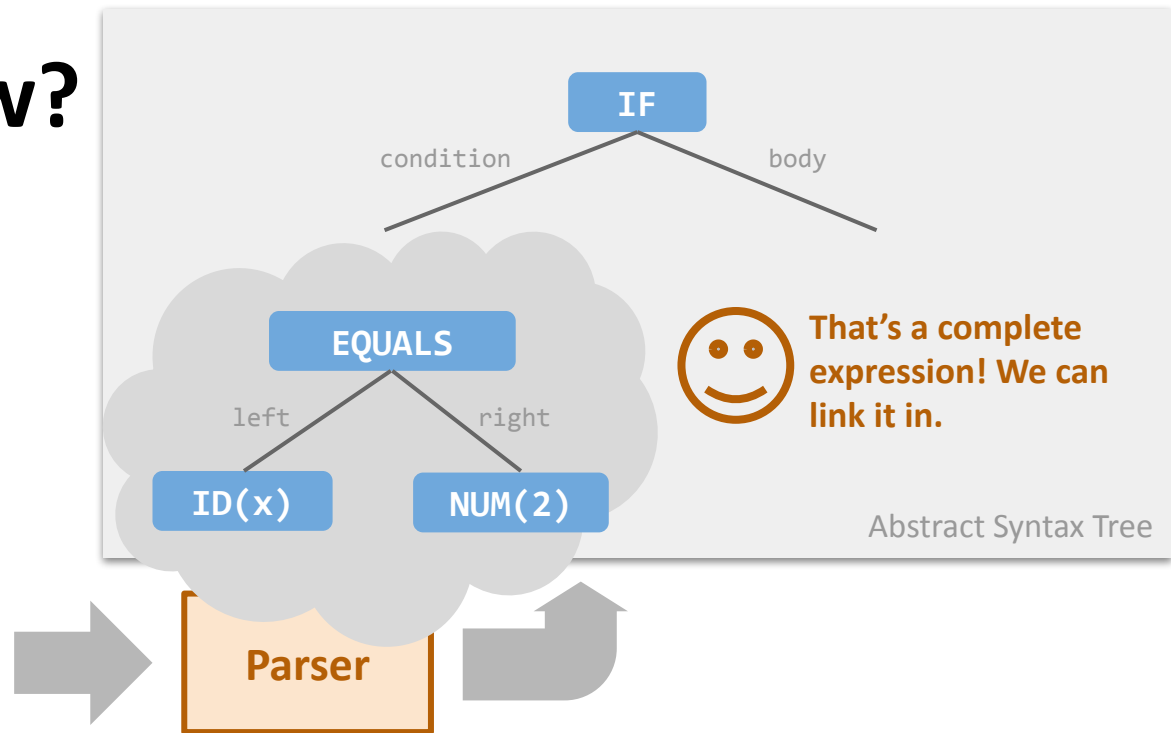 w?
IF
condition
body
EQUALS
That’s a complete
expression! We can
link it in.
left
right
ID(x)
NUM(2)
Abstract Syntax Tree
Parser